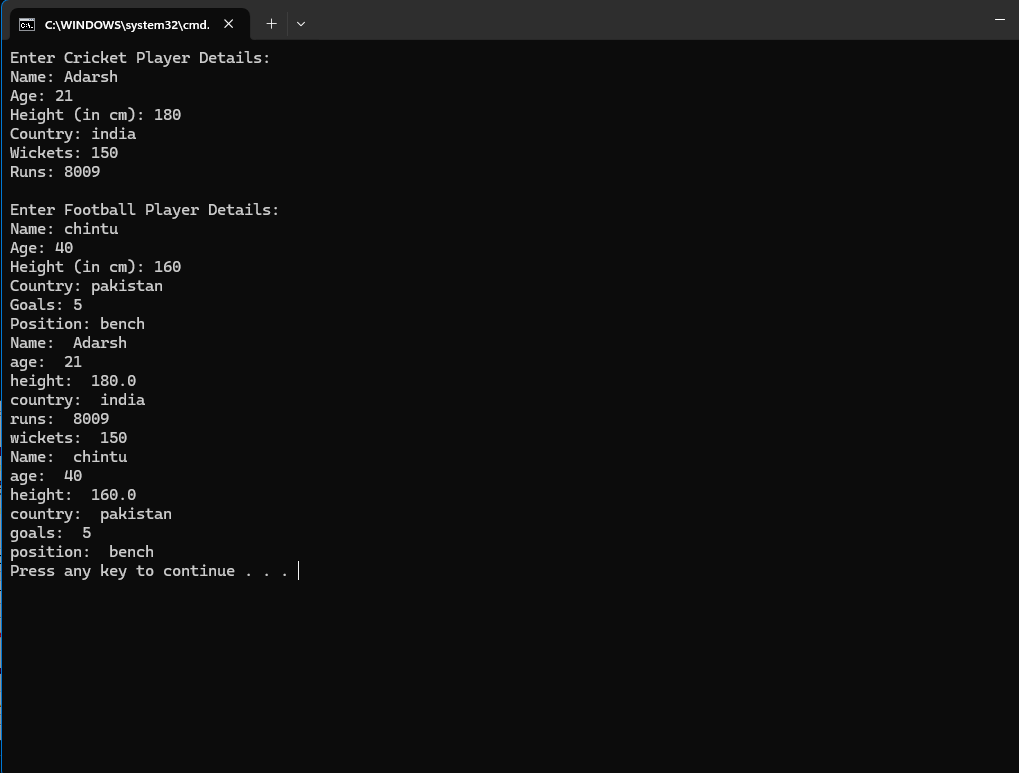 C:\WINDOWS\system32\cmd.
Enter Cricket Player Details:
Name: Adarsh
Age: 21
Height (in cm): 180
Country: india
Wickets: 150
Runs: 8009

Enter Football Player Details:
Name: chintu
Age: 40
Height (in cm): 160
Country: pakistan
Goals: 5
Position: bench
Name:  Adarsh
age:  21
height:  180.0
country:  india
runs:  8009
wickets:  150
Name:  chintu
age:  40
height:  160.0
country:  pakistan
goals:  5
position:  bench
Press any key to continue . . .